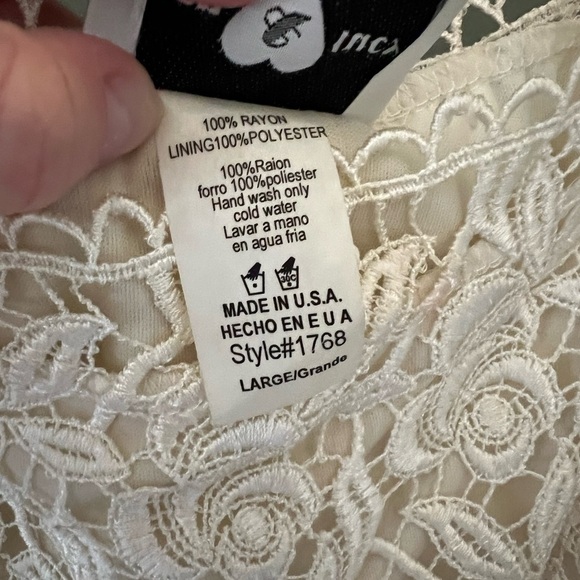 inc.
100% RAYON
LINING100%POLYESTER
100%Raion
forro 100%poliester
Hand wash only
cold water
Lavar a mano
en agua fria
30C
MADE IN U.S.A.
HECHO EN E U A
Style#1768
LARGE/Grande